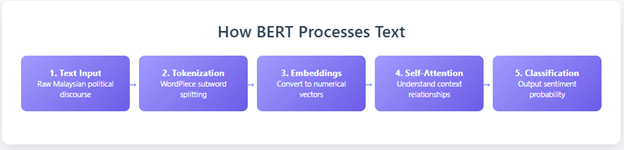 How BERT Processes Text
1. Text Input
Raw Malaysian political
discourse
→
2. Tokenization
WordPiece subword
splitting
→
3. Embeddings
Convert to numerical
vectors
→
4. Self-Attention
Understand context
relationships
→
5. Classification
Output sentiment
probability